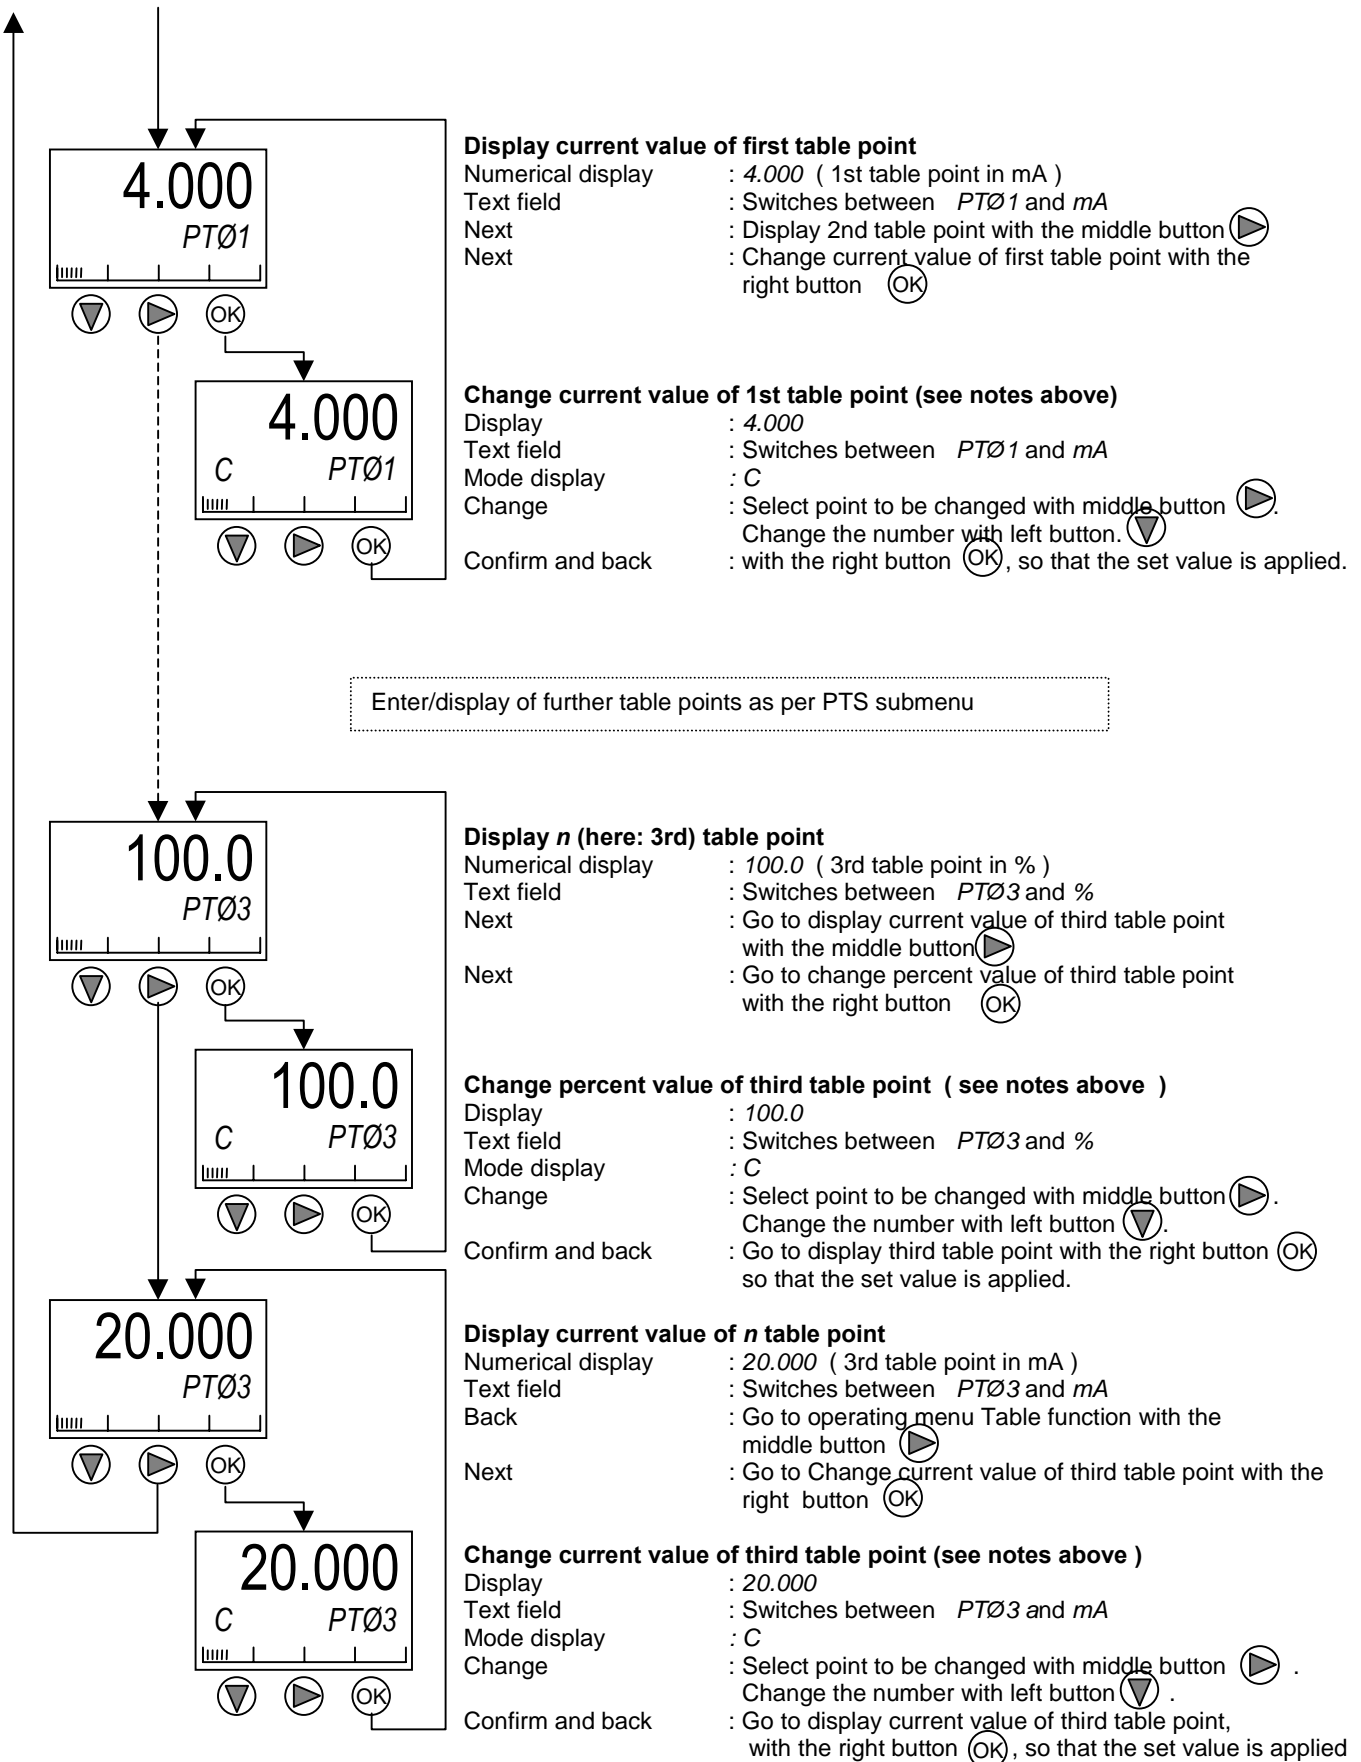 4.000
PTØ1
OK
Display current value of first table point
Numerical display : 4.000 ( 1st table point in mA )
Text field : Switches between PTØ1 and mA
Next : Display 2nd table point with the middle button
Next : Change current value of first table point with the
right button OK
4.000
C PTØ1
OK
Change current value of 1st table point (see notes above)
Display : 4.000
Text field : Switches between PTØ1 and mA
Mode display : C
Change : Select point to be changed with middle button .
Change the number with left button.
Confirm and back : with the right button OK, so that the set value is applied.
Enter/display of further table points as per PTS submenu
100.0
PTØ3
OK
Display n (here: 3rd) table point
Numerical display : 100.0 ( 3rd table point in % )
Text field : Switches between PTØ3 and %
Next : Go to display current value of third table point
with the middle button
Next : Go to change percent value of third table point
with the right button OK
100.0
C PTØ3
OK
Change percent value of third table point ( see notes above )
Display : 100.0
Text field : Switches between PTØ3 and %
Mode display : C
Change : Select point to be changed with middle button .
Change the number with left button .
Confirm and back : Go to display third table point with the right button OK
so that the set value is applied.
20.000
PTØ3
OK
Display current value of n table point
Numerical display : 20.000 ( 3rd table point in mA )
Text field : Switches between PTØ3 and mA
Back : Go to operating menu Table function with the
middle button
Next : Go to Change current value of third table point with the
right button OK
20.000
C PTØ3
OK
Change current value of third table point (see notes above )
Display : 20.000
Text field : Switches between PTØ3 and mA
Mode display : C
Change : Select point to be changed with middle button .
Change the number with left button .
Confirm and back : Go to display current value of third table point,
with the right button OK , so that the set value is applied